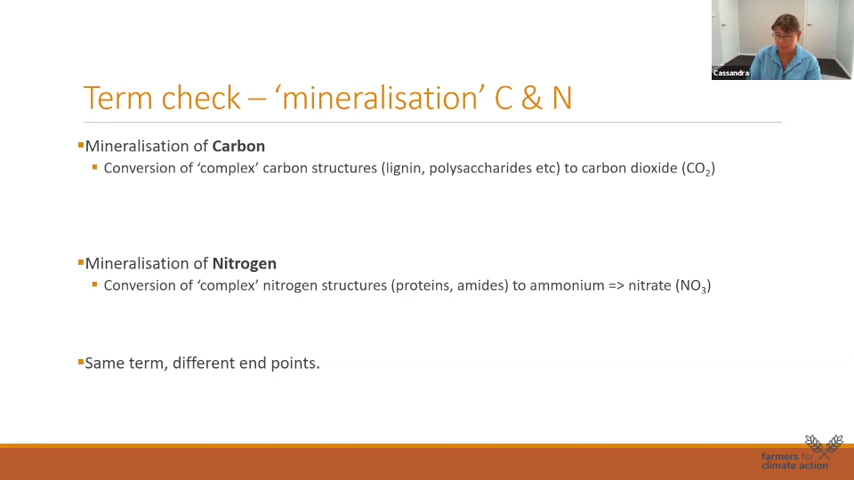 Cassandra
Term check – ‘mineralisation’ C & N
▪Mineralisation of Carbon
▪ Conversion of ‘complex’ carbon structures (lignin, polysaccharides etc) to carbon dioxide (CO₂)
▪Mineralisation of Nitrogen
▪ Conversion of ‘complex’ nitrogen structures (proteins, amides) to ammonium => nitrate (NO₃)
▪Same term, different end points.
farmers for
climate action